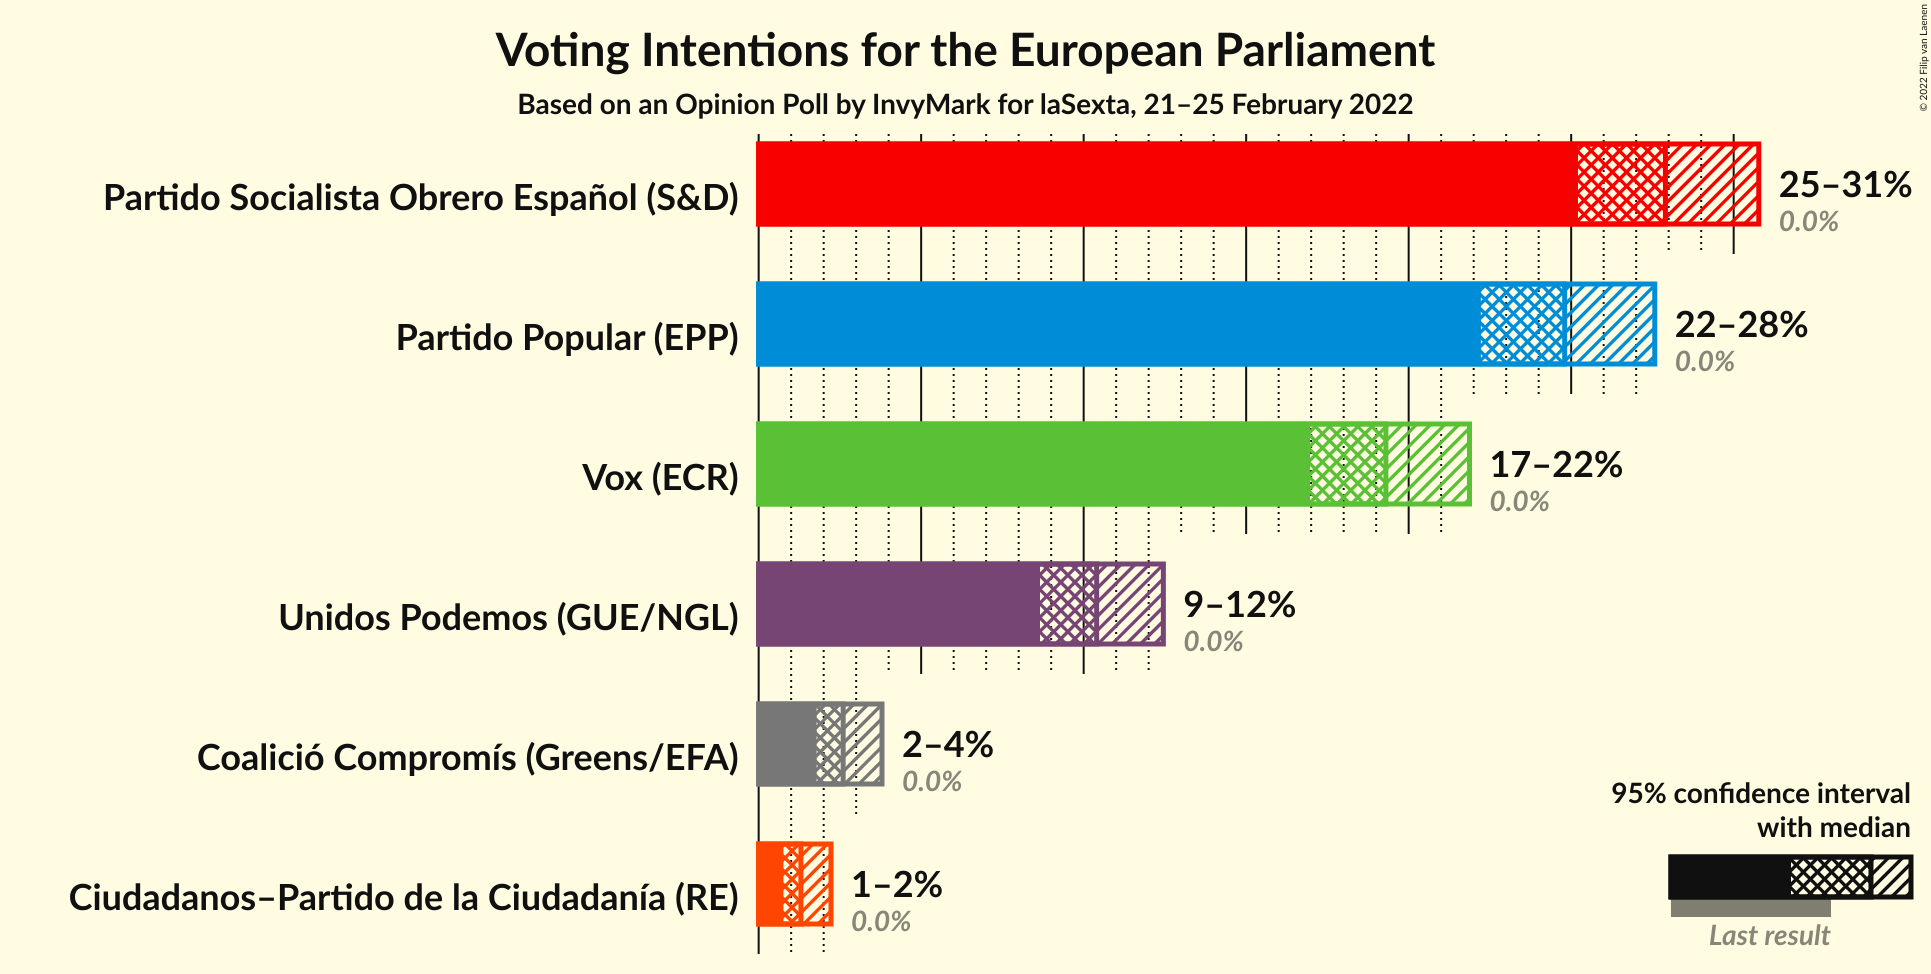 Voting Intentions for the European Parliament
Based on an Opinion Poll by InvyMark for laSexta, 21–25 February 2022
© 2022 Filip van Laenen
Partido Socialista Obrero Español (S&D)
25–31%
0.0%
Partido Popular (EPP)
22–28%
0.0%
Vox (ECR)
17–22%
0.0%
Unidos Podemos (GUE/NGL)
9–12%
0.0%
Coalició Compromís (Greens/EFA)
2–4%
0.0%
Ciudadanos–Partido de la Ciudadanía (RE)
1–2%
0.0%
95% confidence interval
with median
Last result